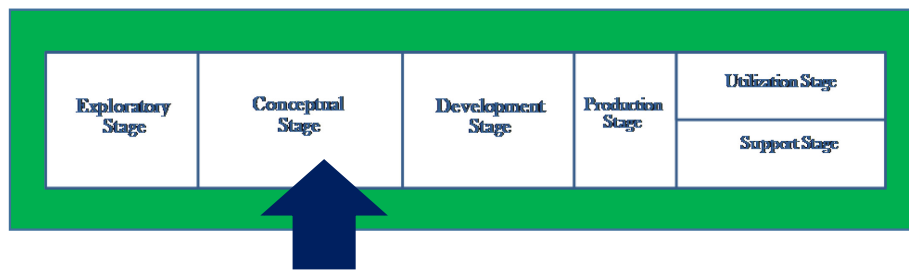 Exploratory
Stage
Conceptual
Stage
Development
Stage
Production
Stage
Utilization Stage
Support Stage